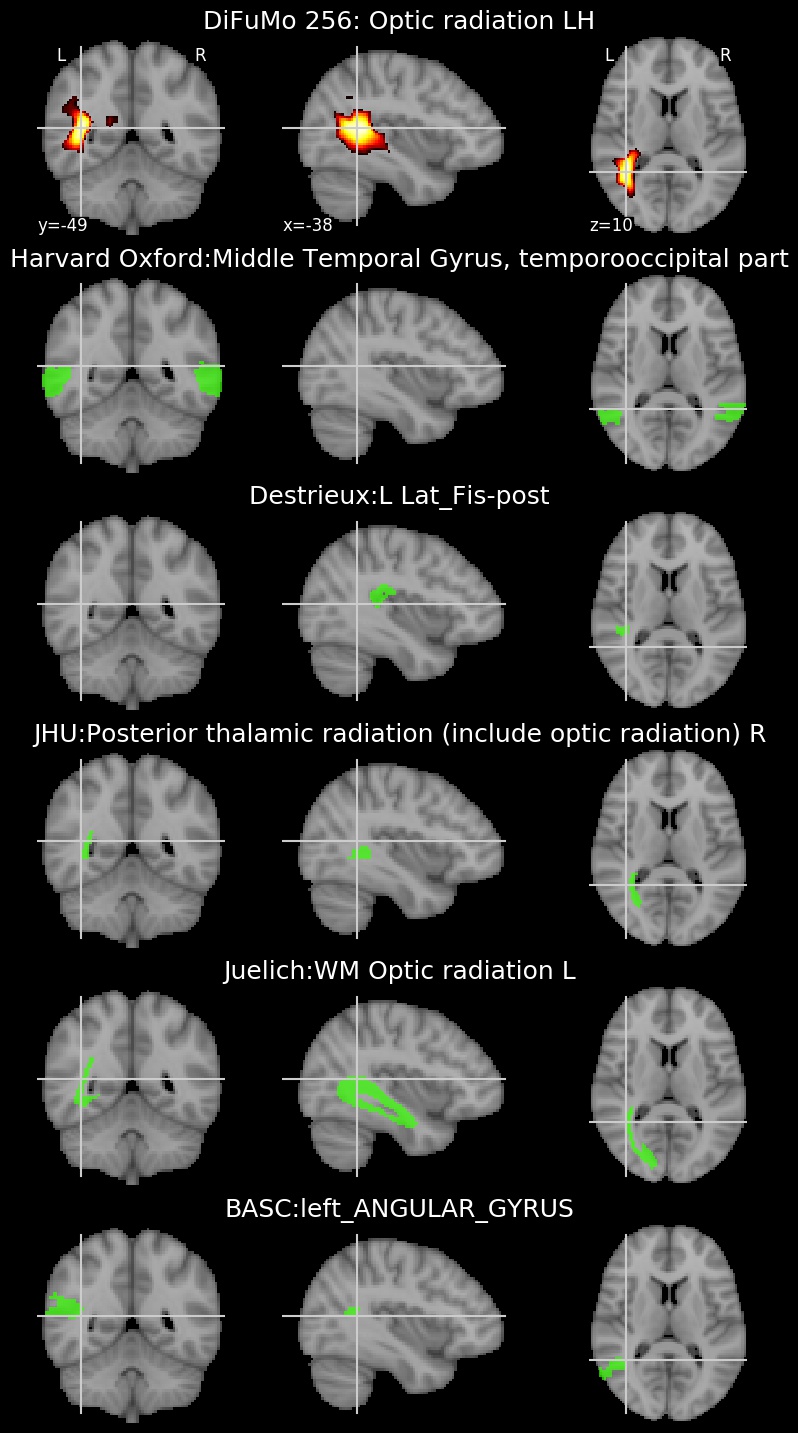 DiFuMo 256: Optic radiation LH
L R L R
y=-49 x=-38 z=10
Harvard Oxford:Middle Temporal Gyrus, temporooccipital part
Destrieux:L Lat_Fis-post
JHU:Posterior thalamic radiation (include optic radiation) R
Juelich:WM Optic radiation L
BASC:left_ANGULAR_GYRUS